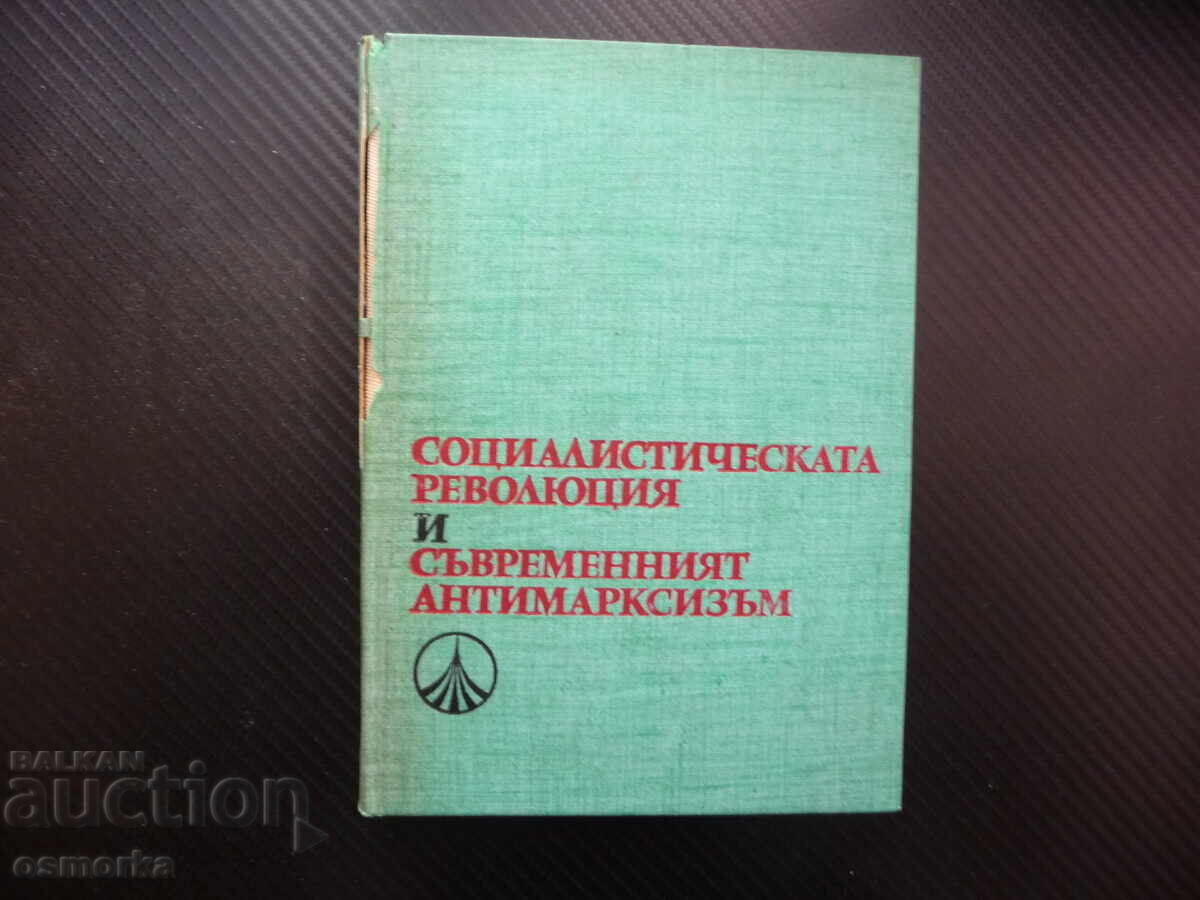 СОЦИАЛИСТИЧЕСКАТА
РЕВОЛЮЦИЯ
И
СЪВРЕМЕННИЯТ
АНТИМАРКСИЗЪМ
BALKAN
auction
osmorka